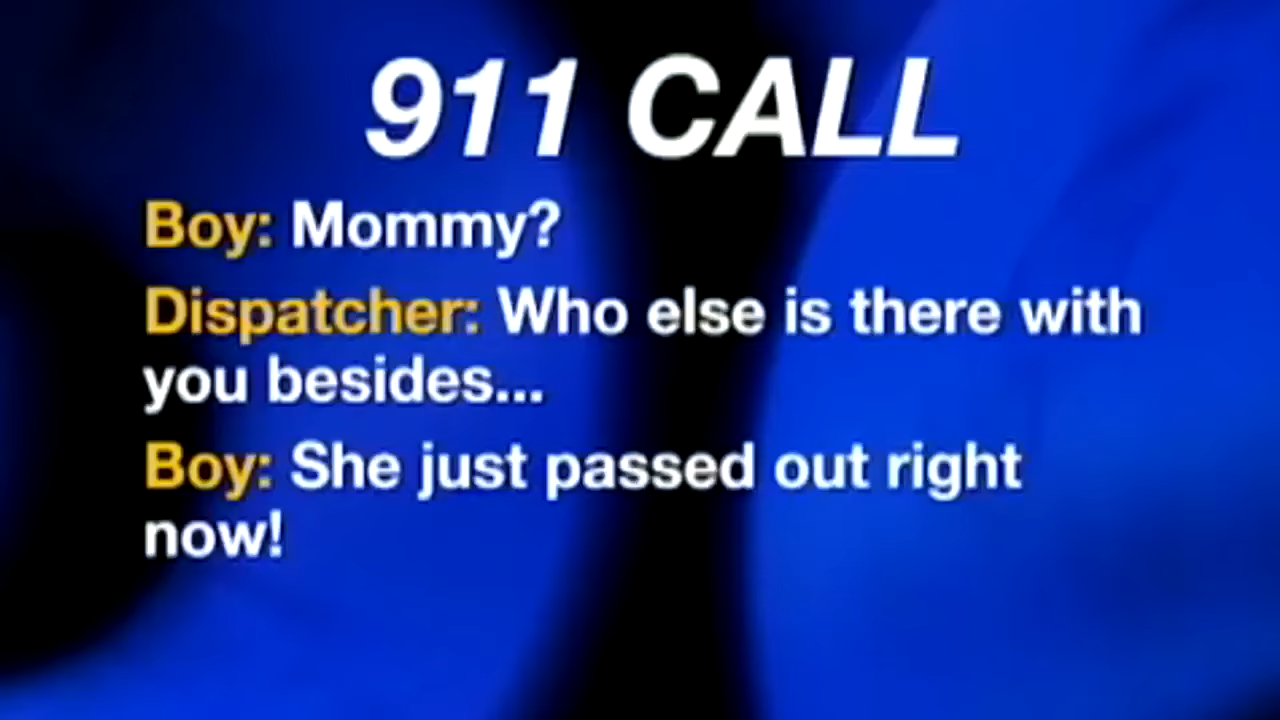 911 CALL
Boy: Mommy?
Dispatcher: Who else is there with
you besides...
Boy: She just passed out right
now!